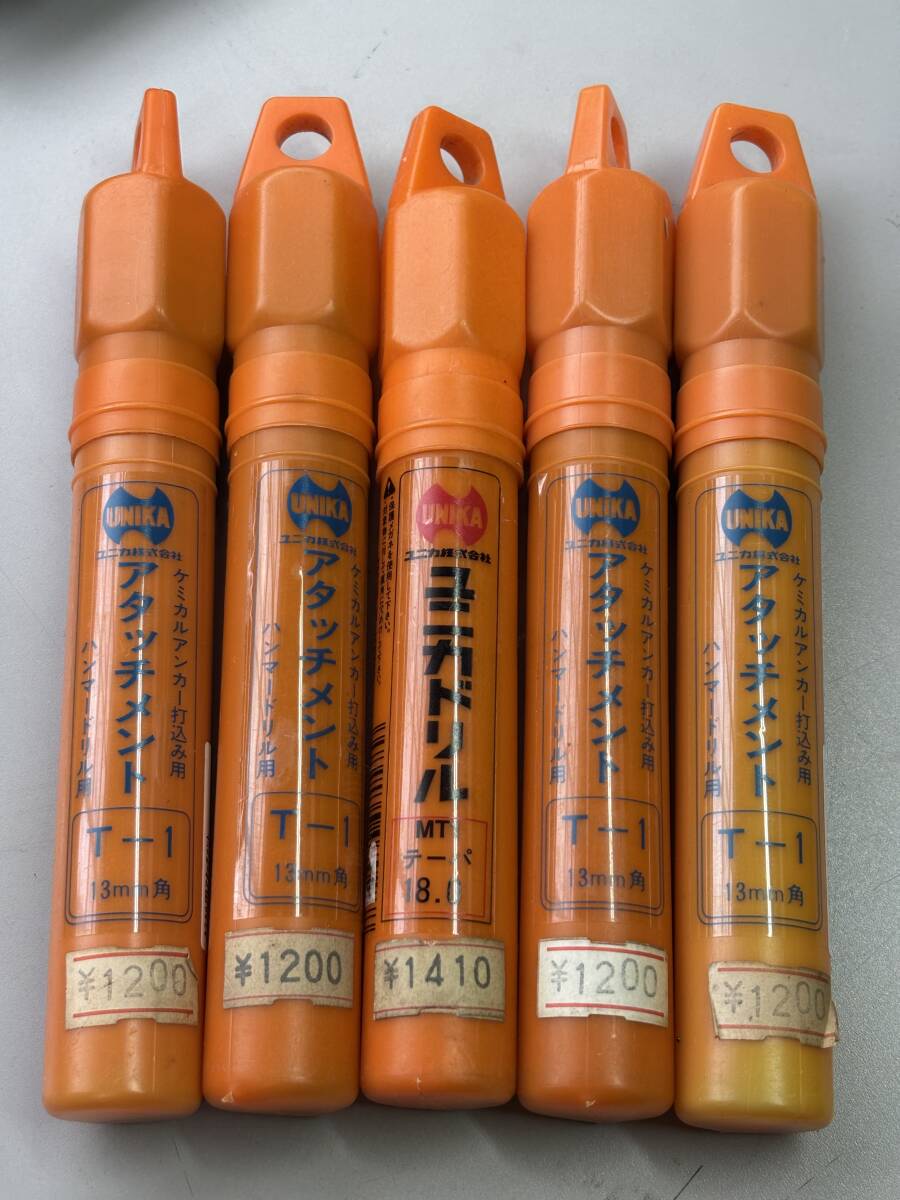 UNIKA
ユニカ株式会社
ケミカルアンカー打込み用
アタッチメント
ハンマードリル用
T-1
13mm角
¥1200
UNIKA
ユニカ株式会社
ケミカルアンカー打込み用
アタッチメント
ハンマードリル用
T-1
13mm角
¥1200
UNIKA
ユニカ株式会社
ユニカドリル
テーパ
18.0
¥1410
UNIKA
ユニカ株式会社
ケミカルアンカー打込み用
アタッチメント
ハンマードリル用
T-1
13mm角
¥1200
UNIKA
ユニカ株式会社
ケミカルアンカー打込み用
アタッチメント
ハンマードリル用
T-1
13mm角
¥1200